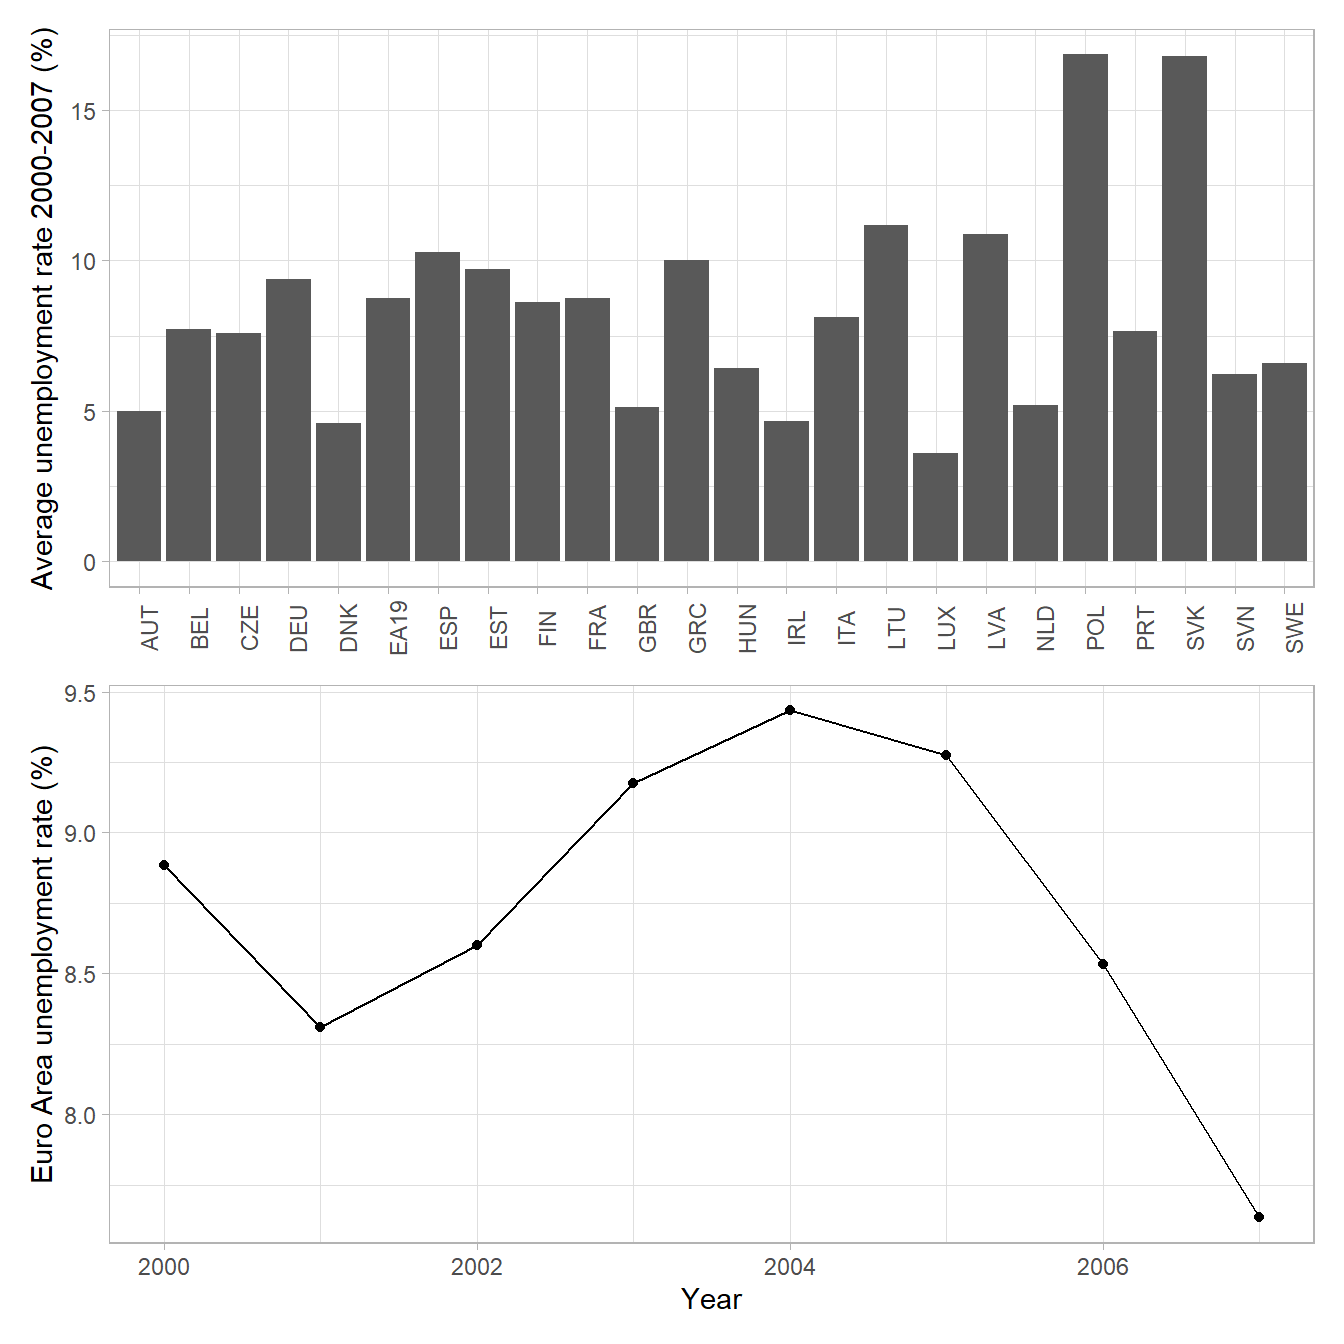 Average unemployment rate 2000-2007 (%)
15
10
5
0
AUT BEL CZE DEU DNK EA19 ESP EST FIN FRA GBR GRC HUN IRL ITA LTU LUX LVA NLD POL PRT SVK SVN SWE
Euro Area unemployment rate (%)
9.5
9.0
8.5
8.0
2000 2002 2004 2006
Year